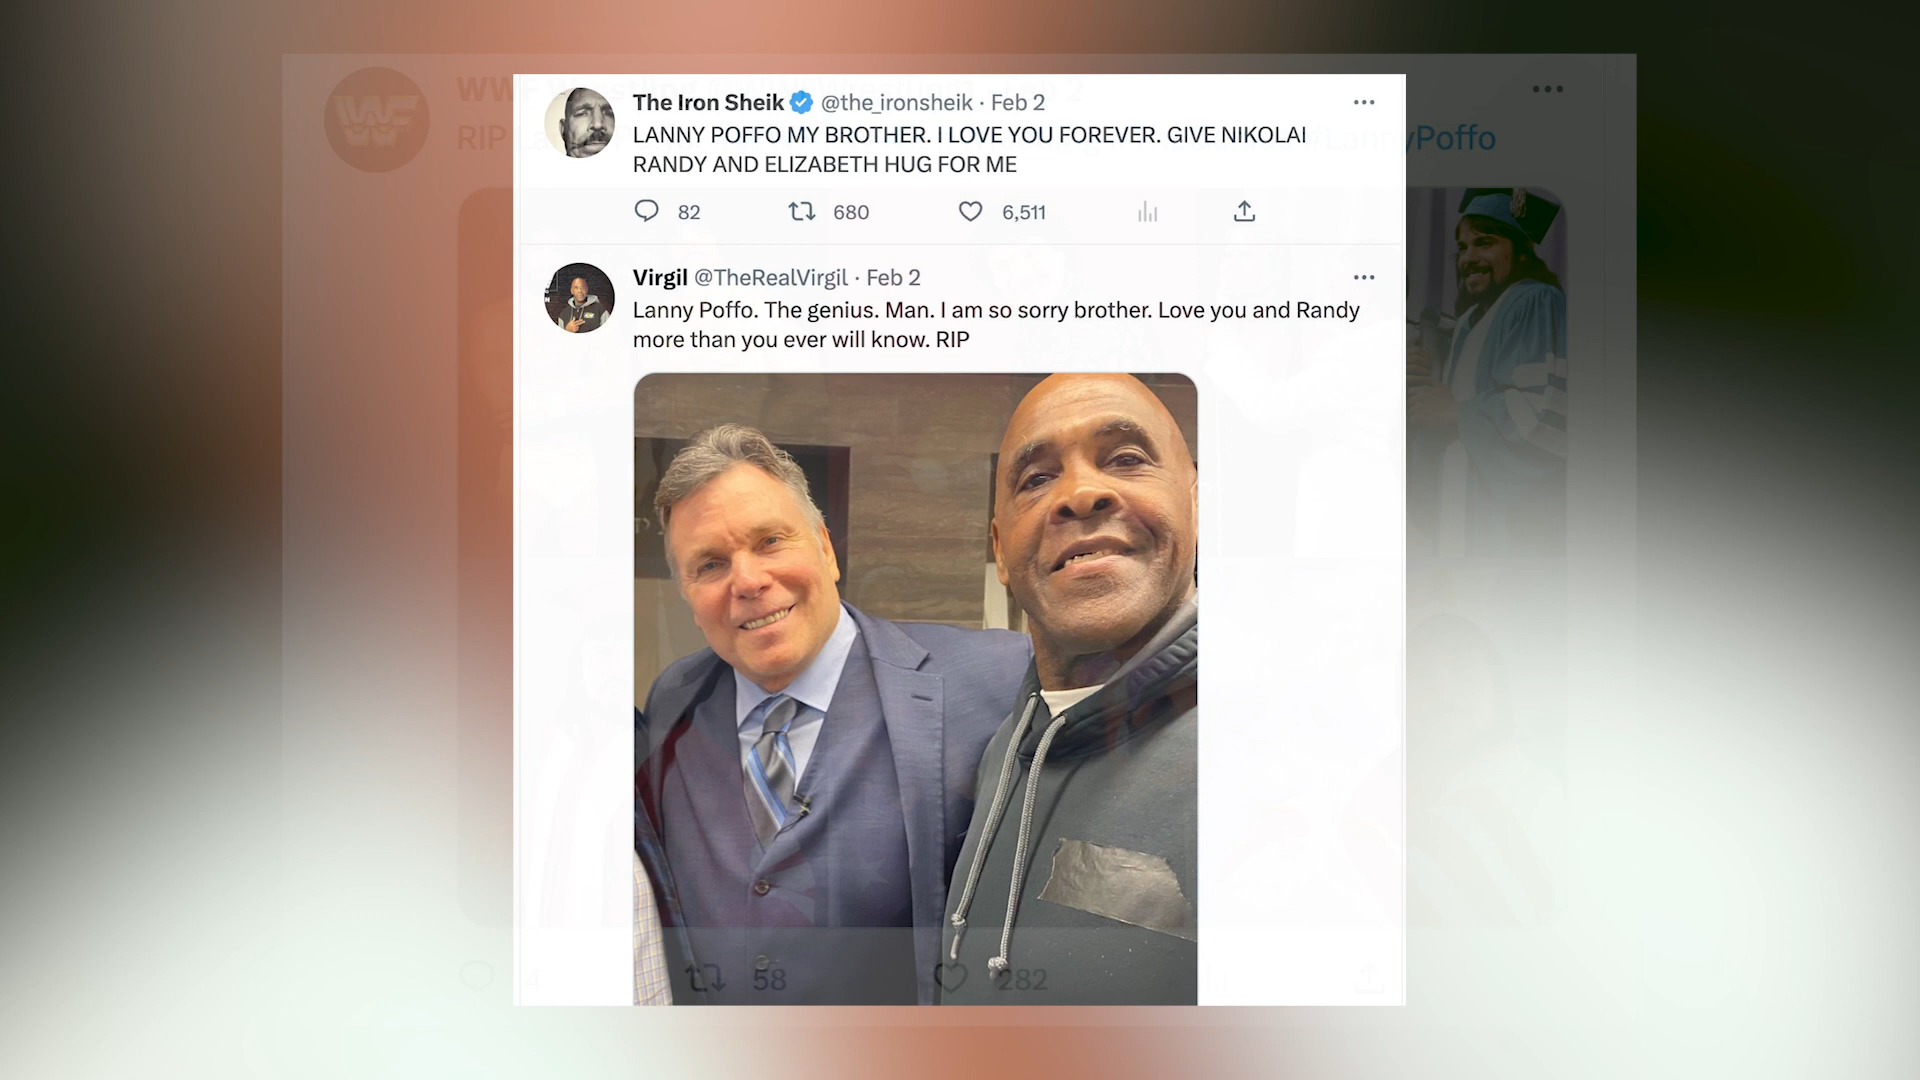 The Iron Sheik @the_ironsheik · Feb 2
LANNY POFFO MY BROTHER. I LOVE YOU FOREVER. GIVE NIKOLAI
RANDY AND ELIZABETH HUG FOR ME
82 680 6,511
Virgil @TheRealVirgil · Feb 2
Lanny Poffo. The genius. Man. I am so sorry brother. Love you and Randy
more than you ever will know. RIP
WWF
RIP
LannyPoffo
58 282